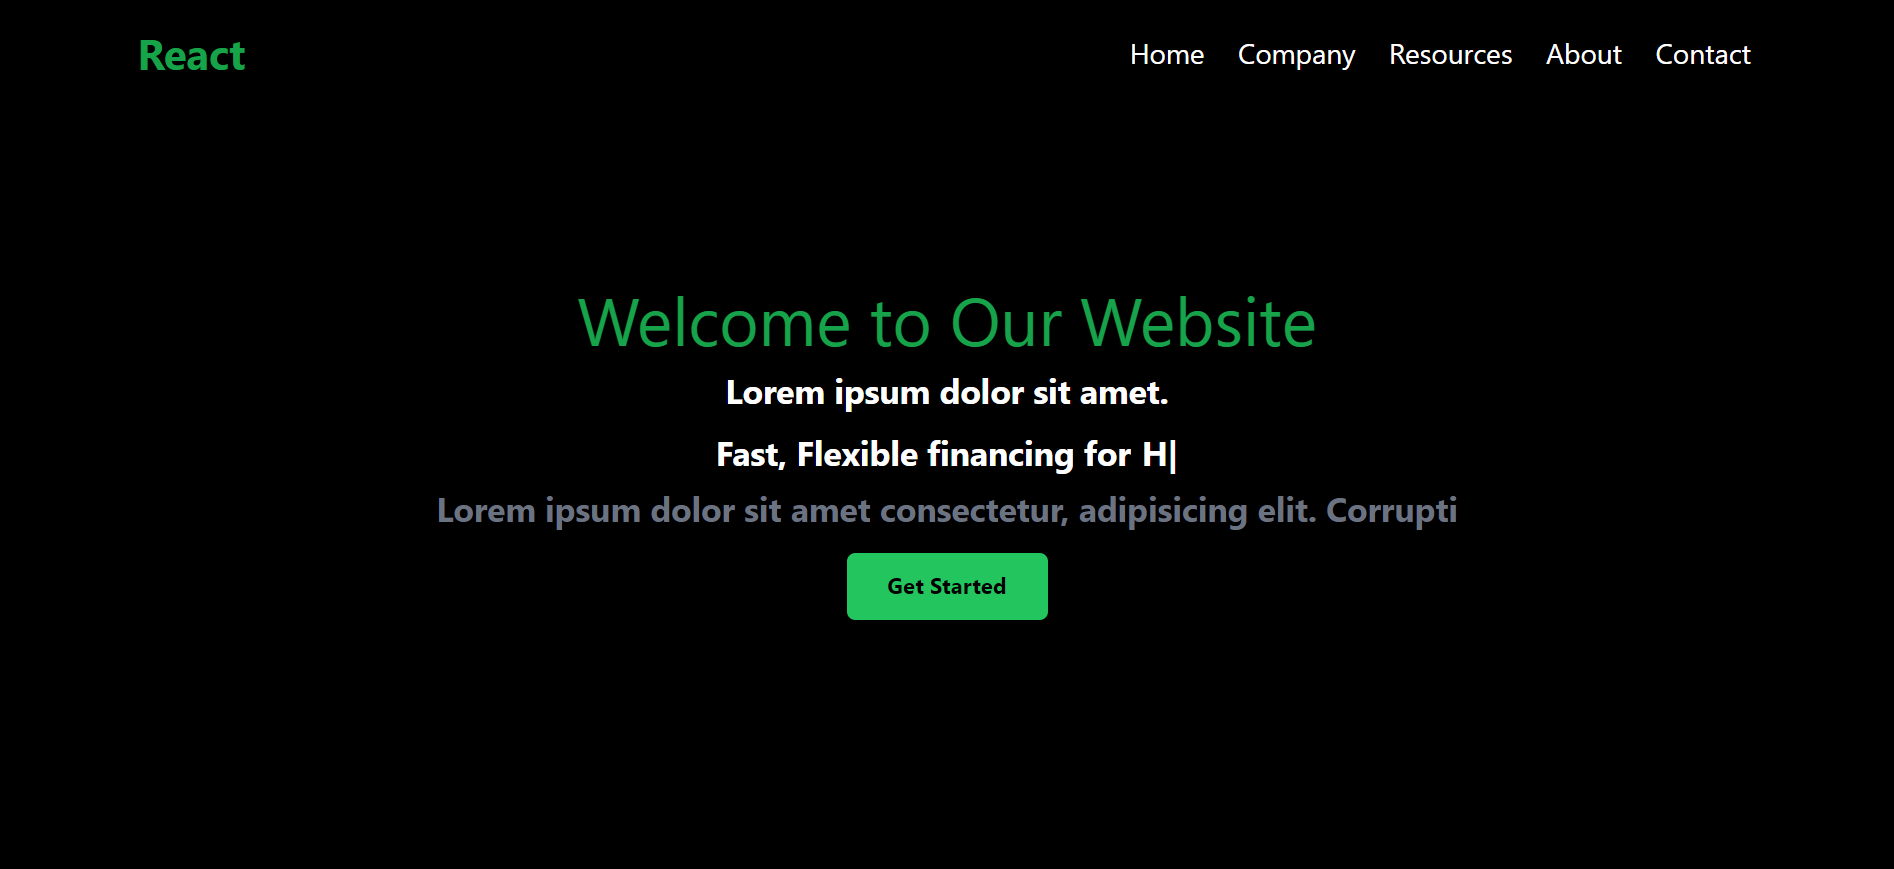 React
Home Company Resources About Contact
Welcome to Our Website
Lorem ipsum dolor sit amet.
Fast, Flexible financing for H|
Lorem ipsum dolor sit amet consectetur, adipisicing elit. Corrupti
Get Started